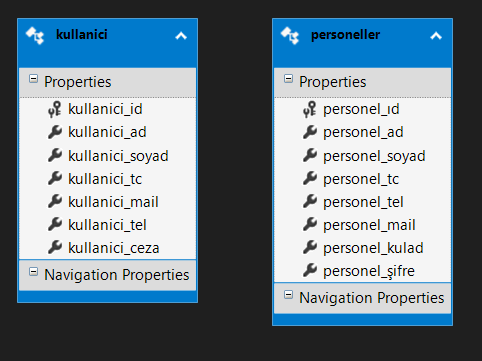 kullanici
Properties
kullanici_id
kullanici_ad
kullanici_soyad
kullanici_tc
kullanici_mail
kullanici_tel
kullanici_ceza
Navigation Properties
personeller
Properties
personel_ıd
personel_ad
personel_soyad
personel_tc
personel_tel
personel_mail
personel_kulad
personel_şifre
Navigation Properties